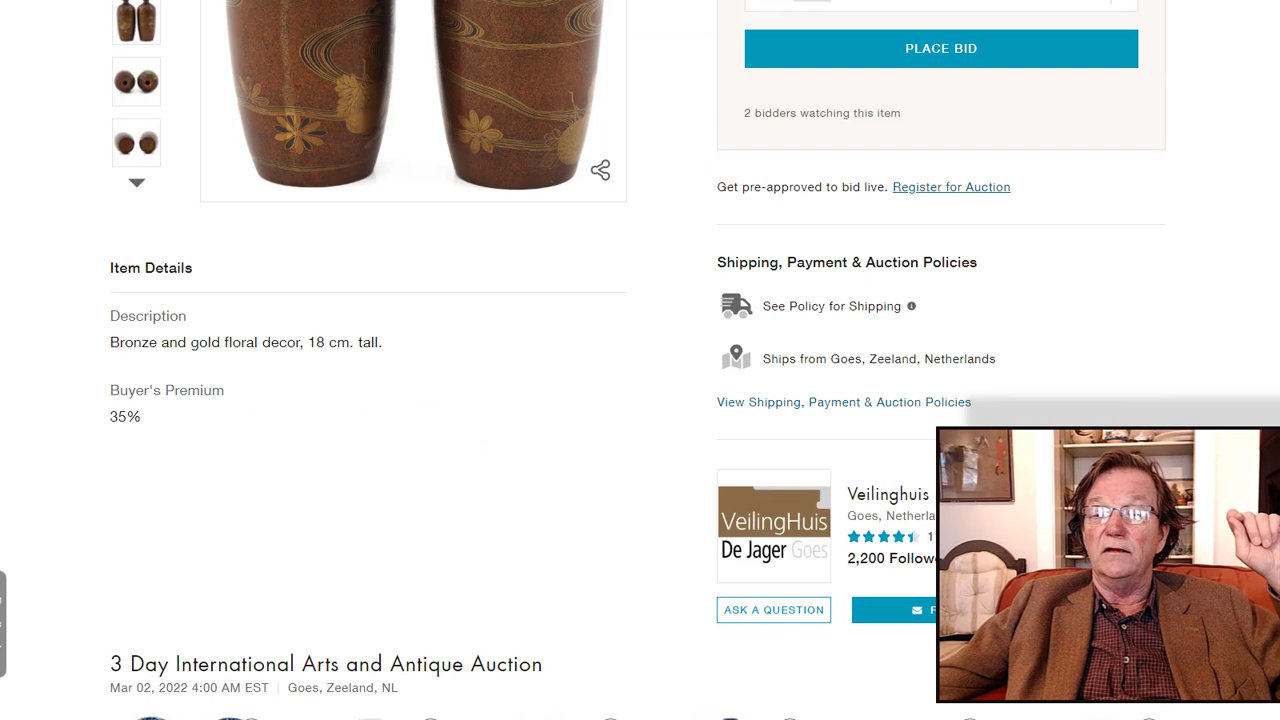 PLACE BID
2 bidders watching this item
Get pre-approved to bid live. Register for Auction
Item Details
Description
Bronze and gold floral decor, 18 cm. tall.
Buyer's Premium
35%
Shipping, Payment & Auction Policies
See Policy for Shipping
Ships from Goes, Zeeland, Netherlands
View Shipping, Payment & Auction Policies
VeilingHuis
De Jager Goes
Veilinghuis
Goes,
2,200
ASK A QUESTION
3 Day International Arts and Antique Auction
Mar 02, 2022 4:00 AM EST | Goes, Zeeland, NL